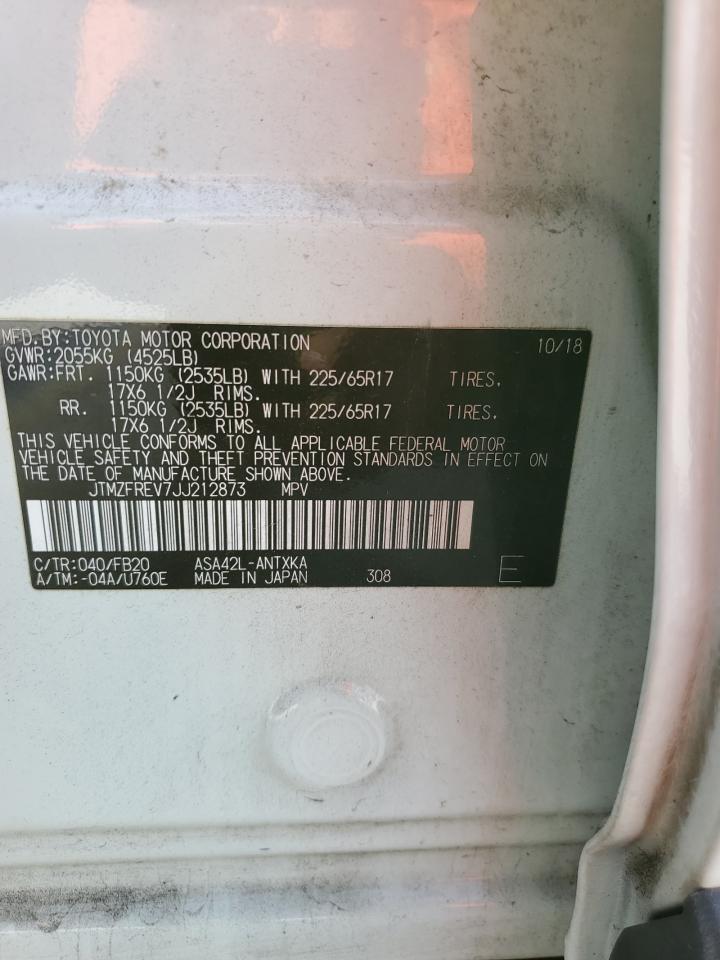 MFD.BY:TOYOTA MOTOR CORPORATION 10/18
GVWR:2055KG (4525LB)
GAWR:FRT. 1150KG (2535LB) WITH 225/65R17 TIRES,
17X6 1/2J RIMS.
RR. 1150KG (2535LB) WITH 225/65R17 TIRES,
17X6 1/2J RIMS.
THIS VEHICLE CONFORMS TO ALL APPLICABLE FEDERAL MOTOR
VEHICLE SAFETY AND THEFT PREVENTION STANDARDS IN EFFECT ON
THE DATE OF MANUFACTURE SHOWN ABOVE.
JTMZFREV7JJ212873 MPV
C/TR:040/FB20 ASA42L-ANTXKA
A/TM:-04A/U760E MADE IN JAPAN 308 E